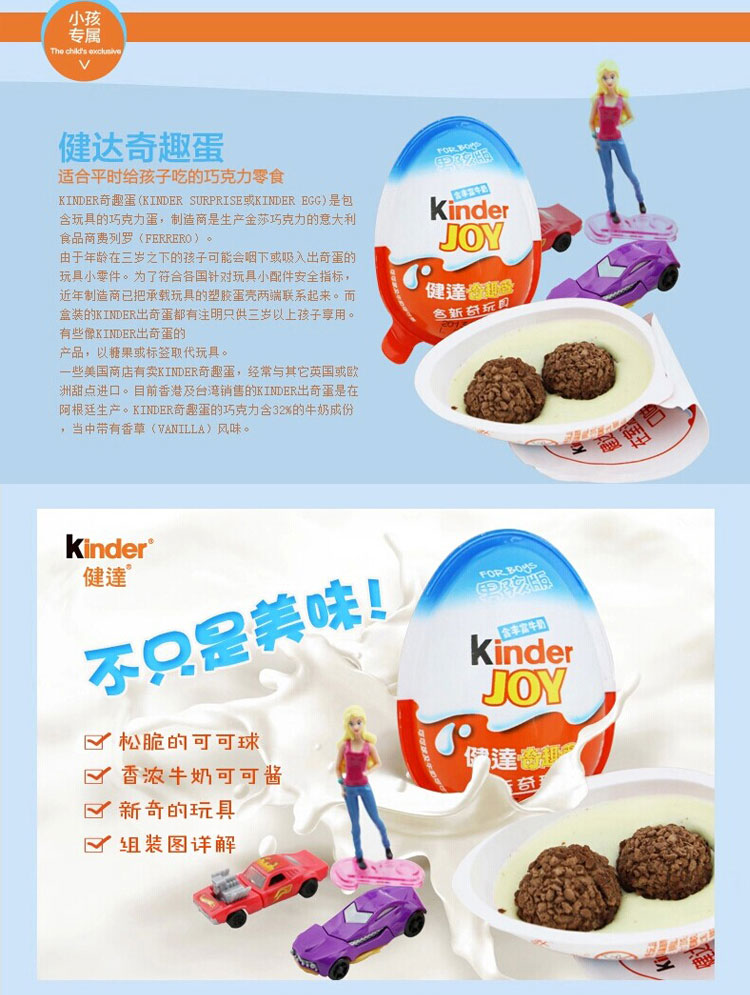 小孩
专属
The child's exclusive
健达奇趣蛋
适合平时给孩子吃的巧克力零食
KINDER奇趣蛋(KINDER SURPRISE或KINDER EGG)是包
含玩具的巧克力蛋，制造商是生产金莎巧克力的意大利
食品商费列罗（FERRERO）。
由于年龄在三岁之下的孩子可能会咽下或吸入出奇蛋的
玩具小零件。为了符合各国针对玩具小配件安全指标，
近年制造商已把承载玩具的塑胶蛋壳两端联系起来。而
盒装的KINDER出奇蛋都有注明只供三岁以上孩子享用。
有些像KINDER出奇蛋的
产品，以糖果或标签取代玩具。
一些美国商店有卖KINDER奇趣蛋，经常与其它英国或欧
洲甜点进口。目前香港及台湾销售的KINDER出奇蛋是在
阿根廷生产。KINDER奇趣蛋的巧克力含32%的牛奶成份
，当中带有香草（VANILLA）风味。
FOR BOYS
男孩版
含丰富牛奶
Kinder
JOY
健達奇趣蛋
含新奇玩具
Kinder®
健達®
不只是美味!
松脆的可可球
香浓牛奶可可酱
新奇的玩具
组装图详解
FOR BOYS
男孩版
含丰富牛奶
Kinder
JOY
健達奇趣